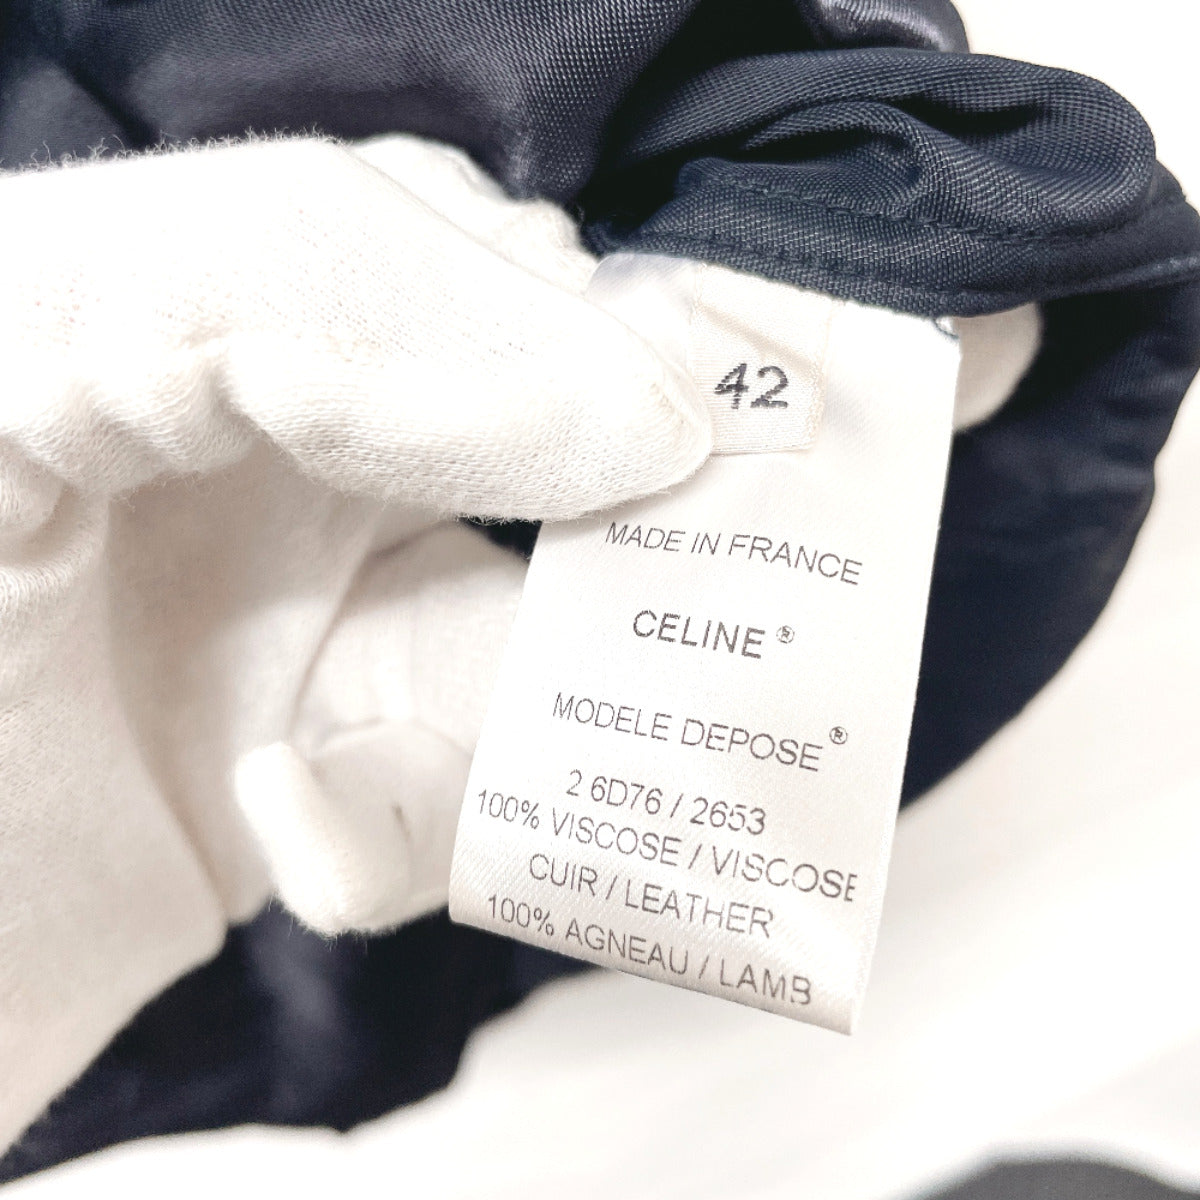 42
MADE IN FRANCE
CELINE ®
MODELE DEPOSE ®
2 6D76 / 2653
100% VISCOSE / VISCOSE
CUIR / LEATHER
100% AGNEAU / LAMB